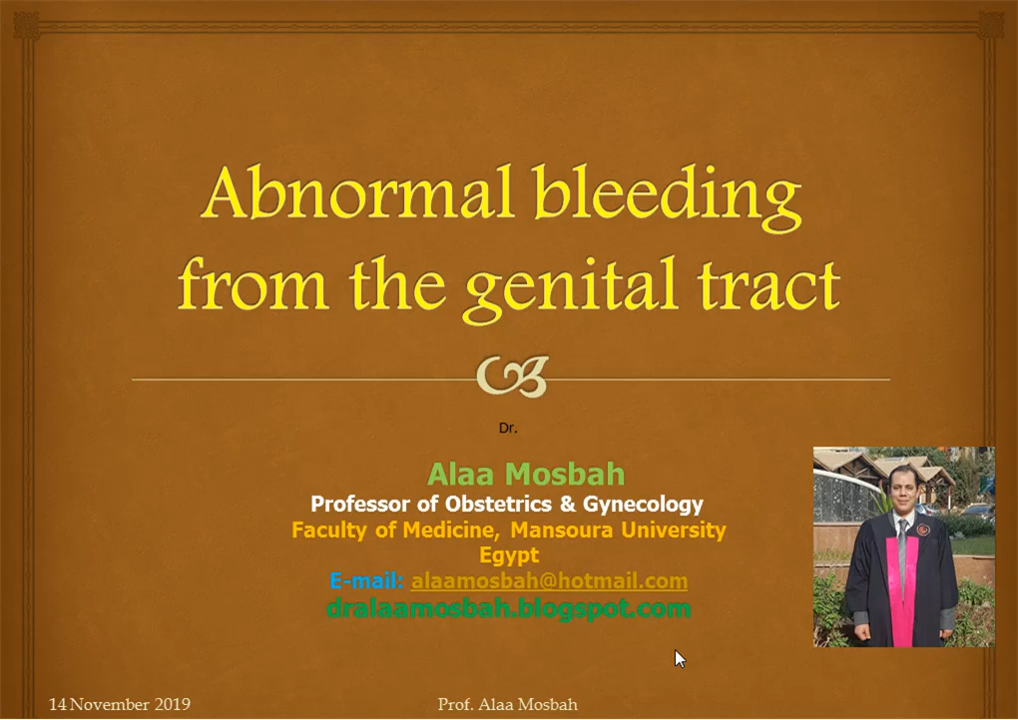 Abnormal bleeding
from the genital tract
Dr.
Alaa Mosbah
Professor of Obstetrics & Gynecology
Faculty of Medicine, Mansoura University
Egypt
E-mail: alaamosbah@hotmail.com
dralaamosbah.blogspot.com
14 November 2019
Prof. Alaa Mosbah